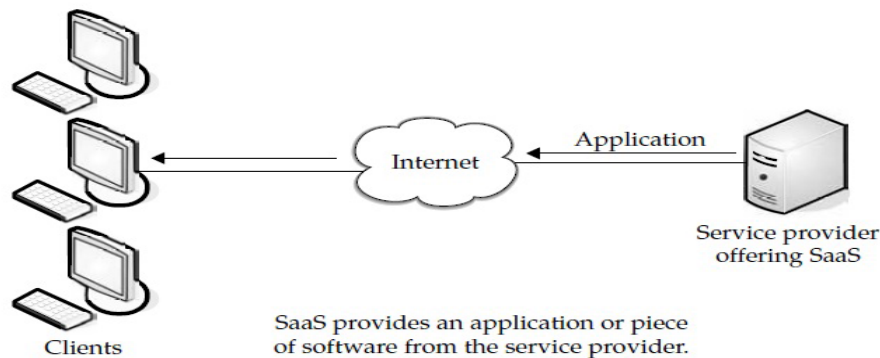 Internet
Application
Service provider
offering SaaS
Clients
SaaS provides an application or piece
of software from the service provider.